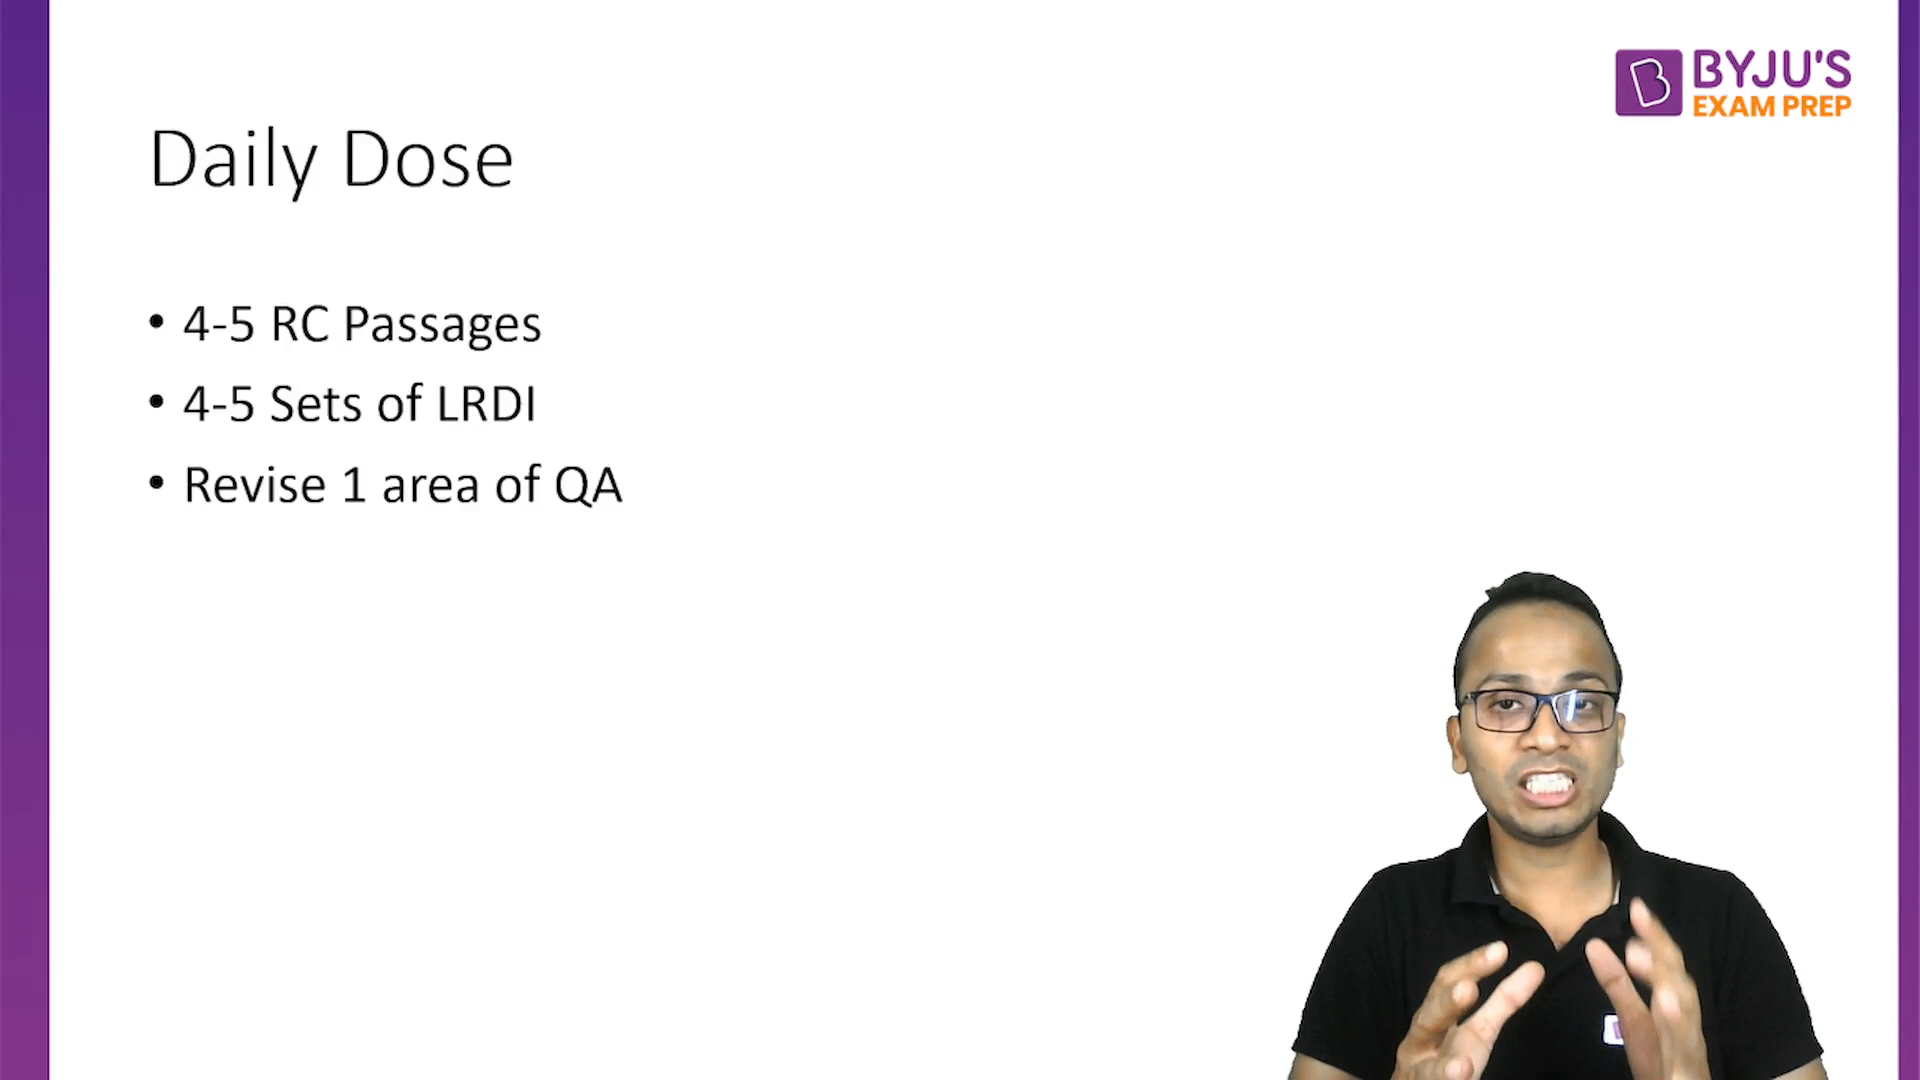 BYJU'S
EXAM PREP
Daily Dose
• 4-5 RC Passages
• 4-5 Sets of LRDI
• Revise 1 area of QA